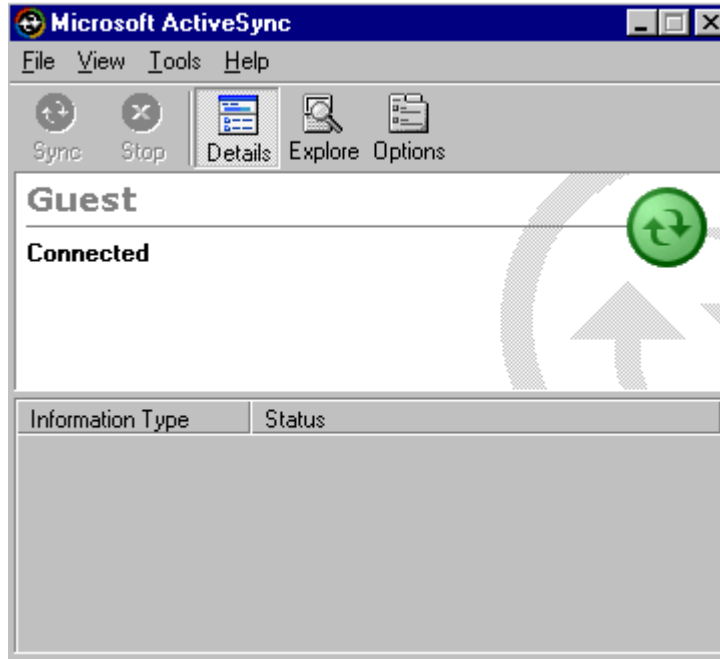 Microsoft ActiveSync
File View Tools Help
Sync Stop Details Explore Options
Guest
Connected
Information Type Status